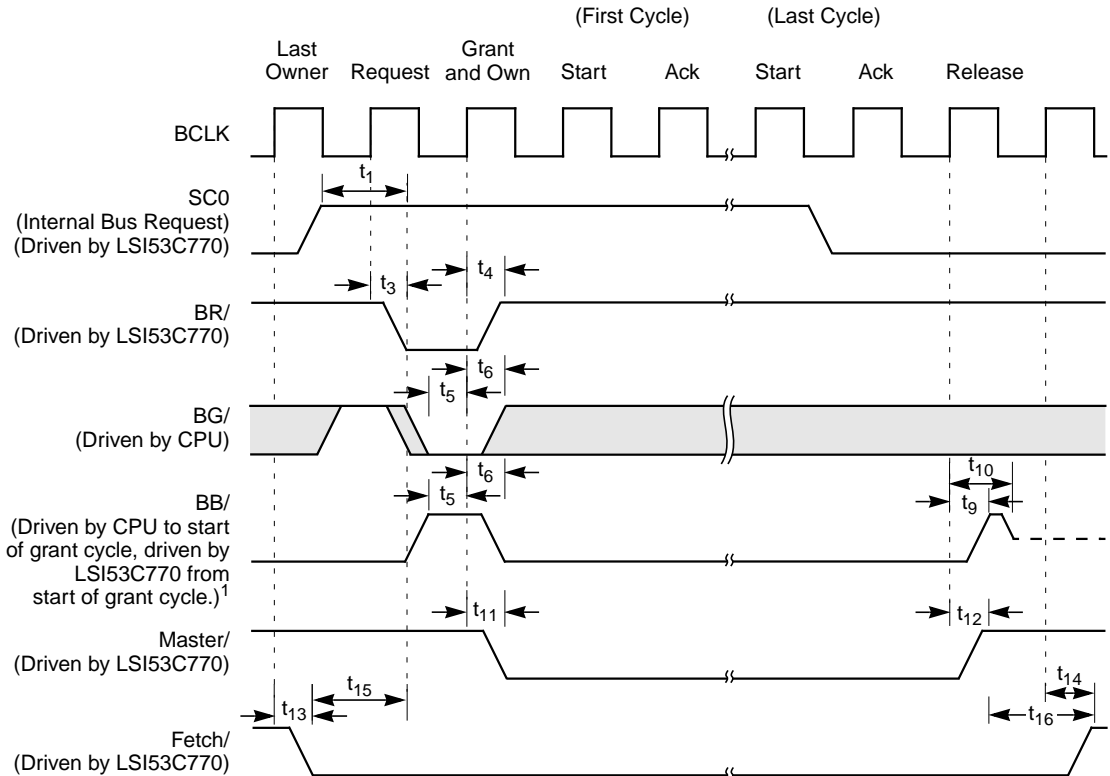 (First Cycle) (Last Cycle)
Last Owner Request Grant and Own Start Ack Start Ack Release
BCLK
t1
SC0
(Internal Bus Request)
(Driven by LSI53C770)
t3 t4
BR/
(Driven by LSI53C770)
t6
t5
BG/
(Driven by CPU)
t6 t10
t5 t9
BB/
(Driven by CPU to start
of grant cycle, driven by
LSI53C770 from
start of grant cycle.)1
t11 t12
Master/
(Driven by LSI53C770)
t15 t14
t13 t16
Fetch/
(Driven by LSI53C770)